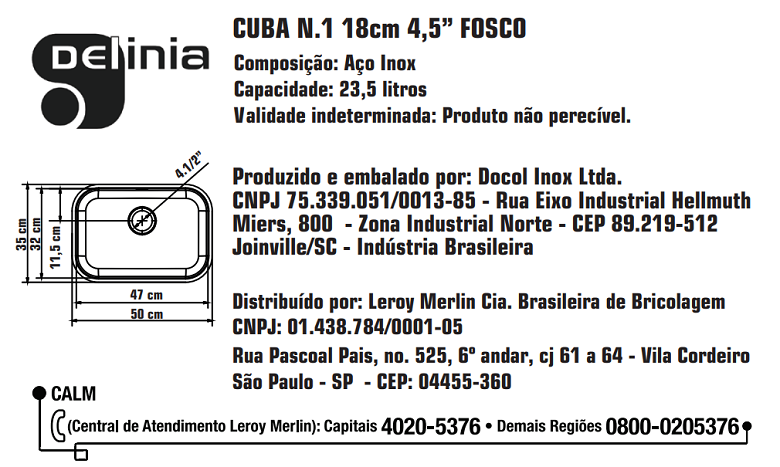 DELINIA
CUBA N.1 18cm 4,5” FOSCO
Composição: Aço Inox
Capacidade: 23,5 litros
Validade indeterminada: Produto não perecível.
4.1/2"
35 cm
32 cm
11,5 cm
47 cm
50 cm
Produzido e embalado por: Docol Inox Ltda.
CNPJ 75.339.051/0013-85 - Rua Eixo Industrial Hellmuth
Miers, 800 - Zona Industrial Norte - CEP 89.219-512
Joinville/SC - Indústria Brasileira
Distribuído por: Leroy Merlin Cia. Brasileira de Bricolagem
CNPJ: 01.438.784/0001-05
Rua Pascoal Pais, no. 525, 6º andar, cj 61 a 64 - Vila Cordeiro
São Paulo - SP - CEP: 04455-360
CALM
(Central de Atendimento Leroy Merlin): Capitais 4020-5376 • Demais Regiões 0800-0205376